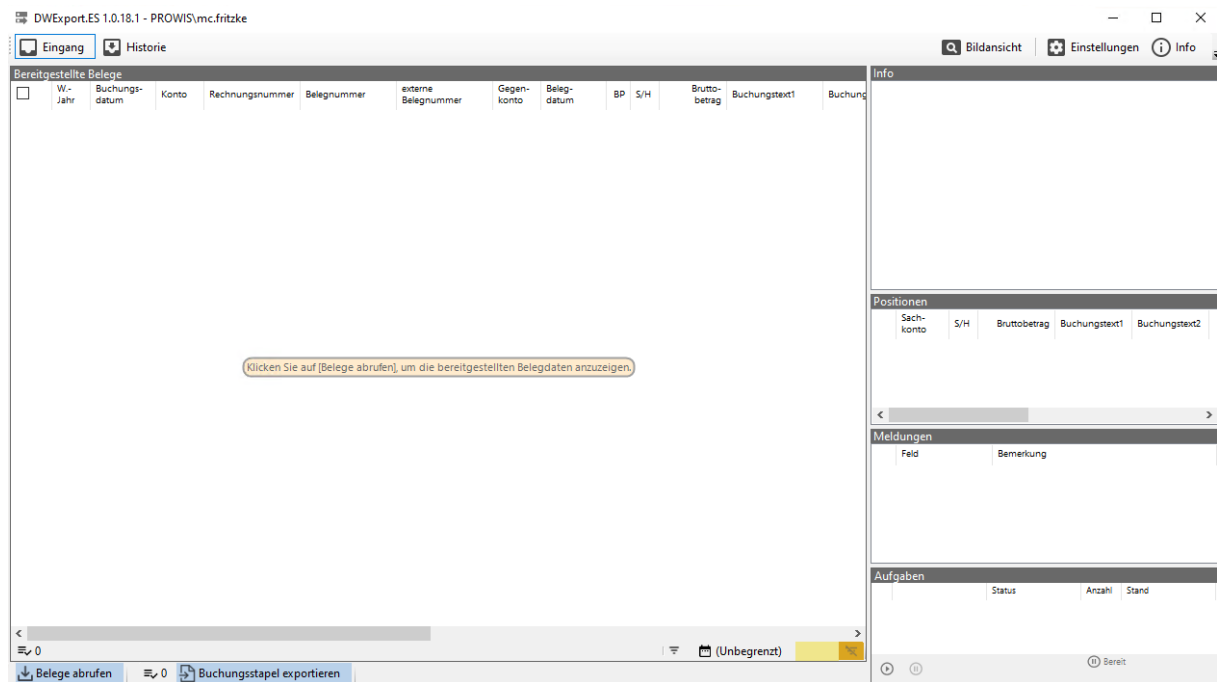 DWExport.ES 1.0.18.1 - PROWIS\mc.fritzke
Eingang Historie Bildansicht Einstellungen Info
Bereitgestellte Belege
W.-Jahr Buchungs-datum Konto Rechnungsnummer Belegnummer externe Belegnummer Gegen-konto Beleg-datum BP S/H Brutto-betrag Buchungstext1 Buchung
Klicken Sie auf [Belege abrufen], um die bereitgestellten Belegdaten anzuzeigen.
0 (Unbegrenzt)
Belege abrufen 0 Buchungsstapel exportieren
Info
Positionen
Sach-konto S/H Bruttobetrag Buchungstext1 Buchungstext2
Meldungen
Feld Bemerkung
Aufgaben
Status Anzahl Stand
Bereit